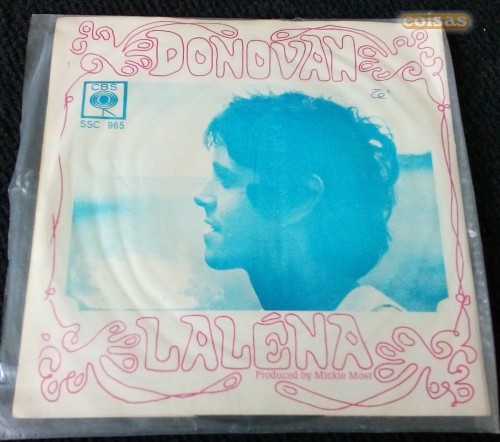 coisas
DONOVAN
CBS
SSC 965
LALÉNA
Produced by Mickie Most